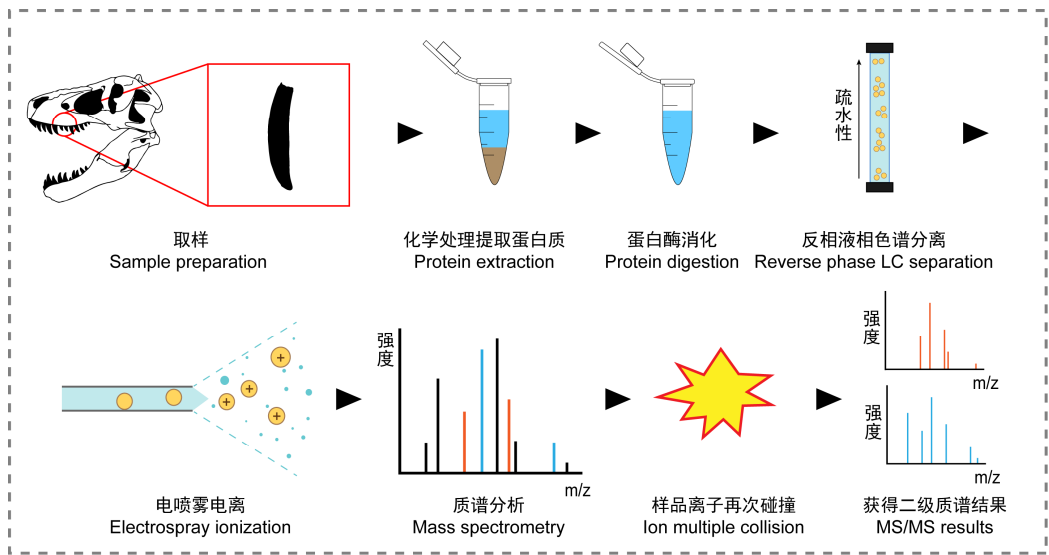 取样
Sample preparation
化学处理提取蛋白质
Protein extraction
蛋白酶消化
Protein digestion
疏水性
反相液相色谱分离
Reverse phase LC separation
电喷雾电离
Electrospray ionization
强度
m/z
质谱分析
Mass spectrometry
样品离子再次碰撞
Ion multiple collision
强度
m/z
强度
m/z
获得二级质谱结果
MS/MS results